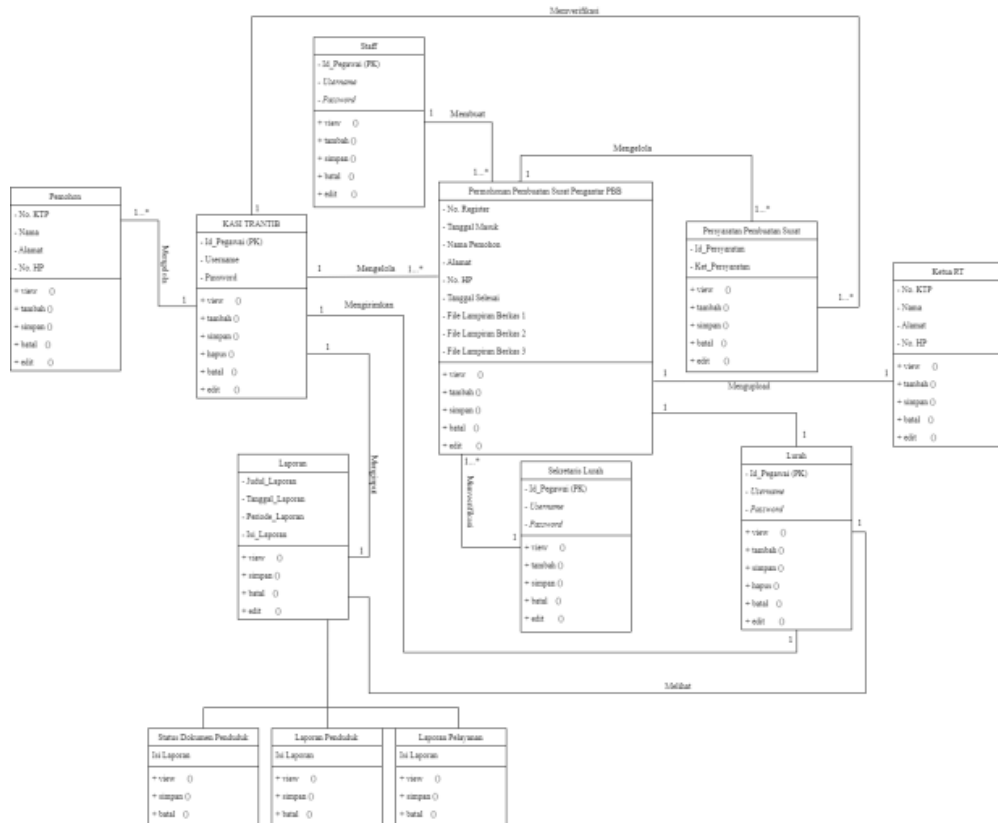 Memverifikasi
Staff
- Id_Pegawai (PK)
- Username
- Password
+ view ()
+ tambah ()
+ simpan ()
+ batal ()
+ edit ()
1
Membuat
1...*
Mengelola
1
1...*
Pemohon
- No. KTP
- Nama
- Alamat
- No. HP
+ view ()
+ tambah ()
+ simpan ()
+ batal ()
+ edit ()
1...*
Mengelola
1
1
KASI TRANTIB
- Id_Pegawai (PK)
- Username
- Password
+ view ()
+ tambah ()
+ simpan ()
+ hapus ()
+ batal ()
+ edit ()
1
Mengelola
1...*
Mengirimkan
1
1
Permohonan Pembuatan Surat Pengantar PBB
- No. Register
- Tanggal Masuk
- Nama Pemohon
- Alamat
- No. HP
- Tanggal Selesai
- File Lampiran Berkas 1
- File Lampiran Berkas 2
- File Lampiran Berkas 3
+ view ()
+ tambah ()
+ simpan ()
+ batal ()
+ edit ()
Persyaratan Pembuatan Surat
- Id_Persyaratan
- Ket_Persyaratan
+ view ()
+ tambah ()
+ simpan ()
+ batal ()
+ edit ()
1...*
Ketua RT
- No. KTP
- Nama
- Alamat
- No. HP
+ view ()
+ tambah ()
+ simpan ()
+ batal ()
+ edit ()
1
Mengupload
1
1
1
Laporan
- Judul_Laporan
- Tanggal_Laporan
- Periode_Laporan
- Isi_Laporan
+ view ()
+ simpan ()
+ batal ()
+ edit ()
1
1...*
Memverifikasi
1
Sekretaris Lurah
- Id_Pegawai (PK)
- Username
- Password
+ view ()
+ tambah ()
+ simpan ()
+ batal ()
+ edit ()
Lurah
- Id_Pegawai (PK)
- Username
- Password
+ view ()
+ tambah ()
+ simpan ()
+ hapus ()
+ batal ()
+ edit ()
1
1
Melihat
Status Dokumen Penduduk
Isi Laporan
+ view ()
+ simpan ()
+ batal ()
Laporan Penduduk
Isi Laporan
+ view ()
+ simpan ()
+ batal ()
Laporan Pelayanan
Isi Laporan
+ view ()
+ simpan ()
+ batal ()